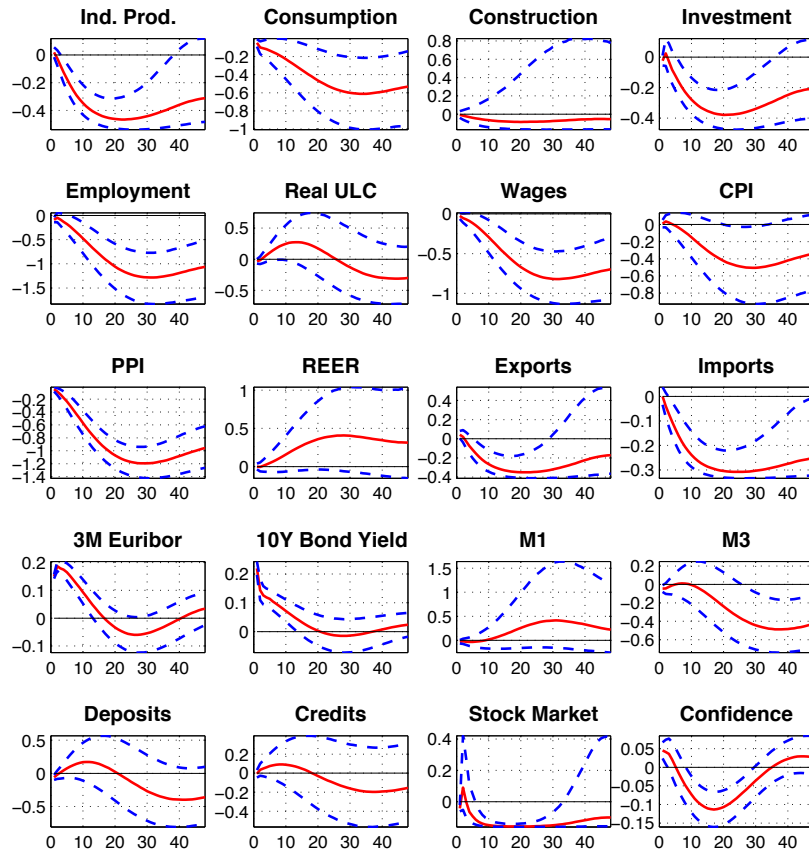 Ind. Prod. Consumption Construction Investment
0 −0.2 −0.4
−0.2 −0.4 −0.6 −0.8 −1
0.8 0.6 0.4 0.2 0
0 −0.2 −0.4
0 10 20 30 40 0 10 20 30 40 0 10 20 30 40 0 10 20 30 40
Employment Real ULC Wages CPI
0 −0.5 −1 −1.5
0.5 0 −0.5
0 −0.5 −1
0 −0.2 −0.4 −0.6 −0.8
0 10 20 30 40 0 10 20 30 40 0 10 20 30 40 0 10 20 30 40
PPI REER Exports Imports
−0.2 −0.4 −0.6 −0.8 −1 −1.2 −1.4
1 0.5 0
0.4 0.2 0 −0.2 −0.4
0 −0.1 −0.2 −0.3
0 10 20 30 40 0 10 20 30 40 0 10 20 30 40 0 10 20 30 40
3M Euribor 10Y Bond Yield M1 M3
0.2 0.1 0 −0.1
0.2 0.1 0
1.5 1 0.5 0
0.2 0 −0.2 −0.4 −0.6
0 10 20 30 40 0 10 20 30 40 0 10 20 30 40 0 10 20 30 40
Deposits Credits Stock Market Confidence
0.5 0 −0.5
0.2 0 −0.2 −0.4
0.4 0.2 0
0.05 0 −0.05 −0.1 −0.15
0 10 20 30 40 0 10 20 30 40 0 10 20 30 40 0 10 20 30 40